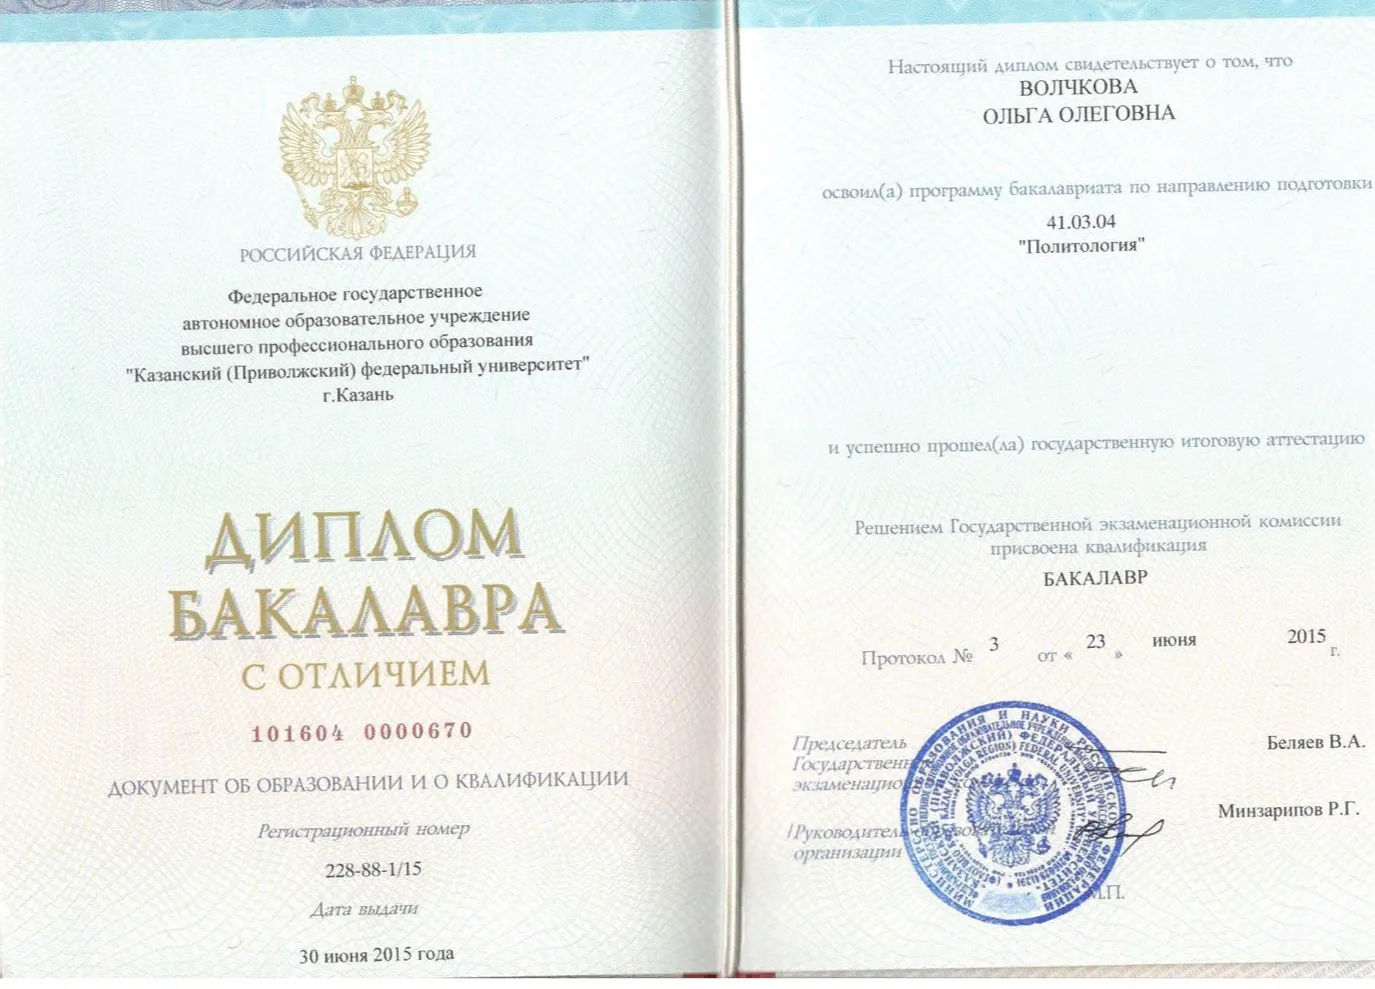 РОССИЙСКАЯ ФЕДЕРАЦИЯ
Федеральное государственное
автономное образовательное учреждение
высшего профессионального образования
"Казанский (Приволжский) федеральный университет"
г.Казань
ДИПЛОМ
БАКАЛАВРА
С ОТЛИЧИЕМ
101604 0000670
ДОКУМЕНТ ОБ ОБРАЗОВАНИИ И О КВАЛИФИКАЦИИ
Регистрационный номер
228-88-1/15
Дата выдачи
30 июня 2015 года
Настоящий диплом свидетельствует о том, что
ВОЛЧКОВА
ОЛЬГА ОЛЕГОВНА
освоил(а) программу бакалавриата по направлению подготовки
41.03.04
"Политология"
и успешно прошел(ла) государственную итоговую аттестацию
Решением Государственной экзаменационной комиссии
присвоена квалификация
БАКАЛАВР
Протокол № 3 от « 23 » июня 2015 г.
Председатель
Беляев В.А.
Минзарипов Р.Г.
организации
М.П.